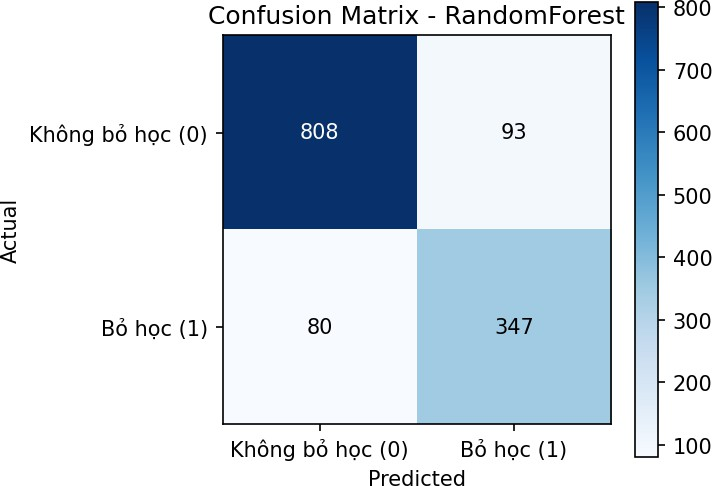 Confusion Matrix - RandomForest
Không bỏ học (0)
808
93
Actual
Bỏ học (1)
80
347
Không bỏ học (0)
Bỏ học (1)
Predicted
800
700
600
500
400
300
200
100